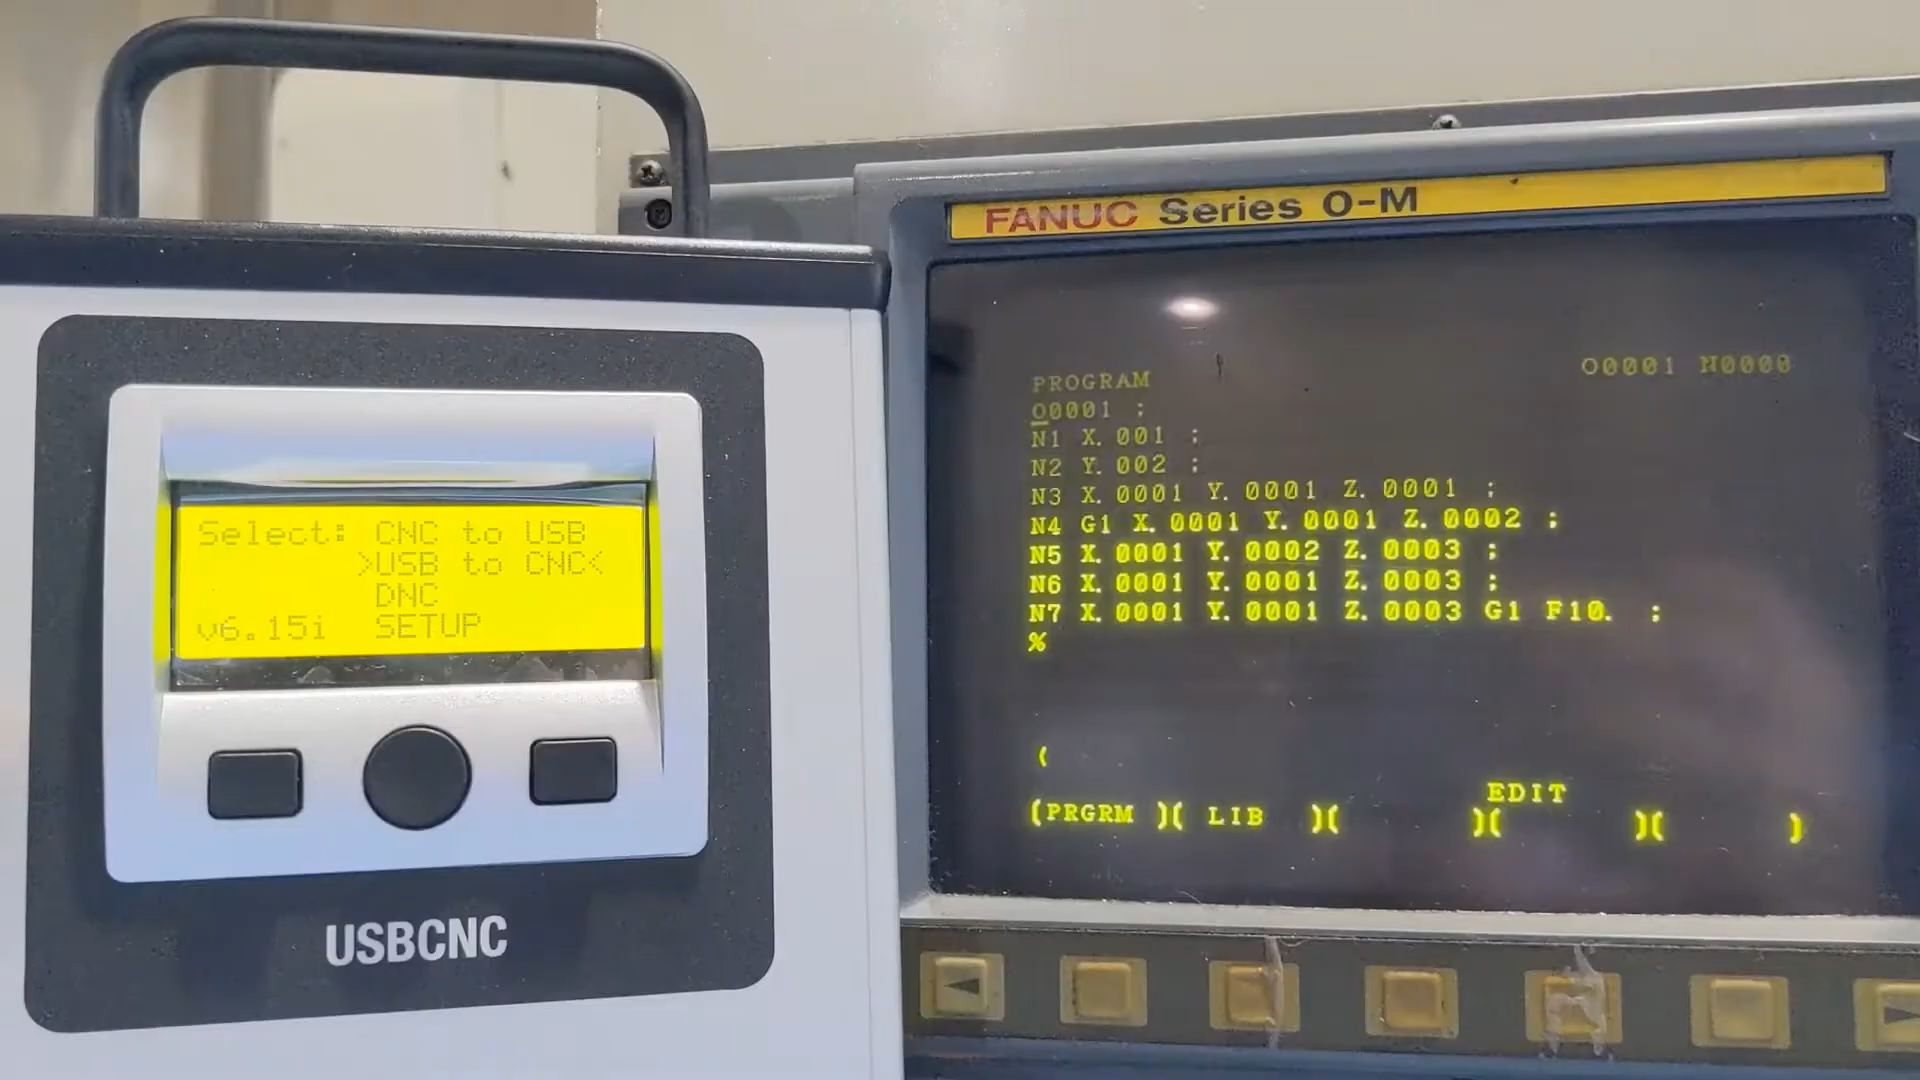 Select: CNC to USB
>USB to CNC<
DNC
v6.15i SETUP
USBCNC
FANUC Series O-M
PROGRAM O0001 N0000
O0001 ;
N1 X.001 ;
N2 Y.002 ;
N3 X.0001 Y.0001 Z.0001 ;
N4 G1 X.0001 Y.0001 Z.0002 ;
N5 X.0001 Y.0002 Z.0003 ;
N6 X.0001 Y.0001 Z.0003 ;
N7 X.0001 Y.0001 Z.0003 G1 F10. ;
%
(
EDIT
(PRGRM )( LIB )( )( )( )